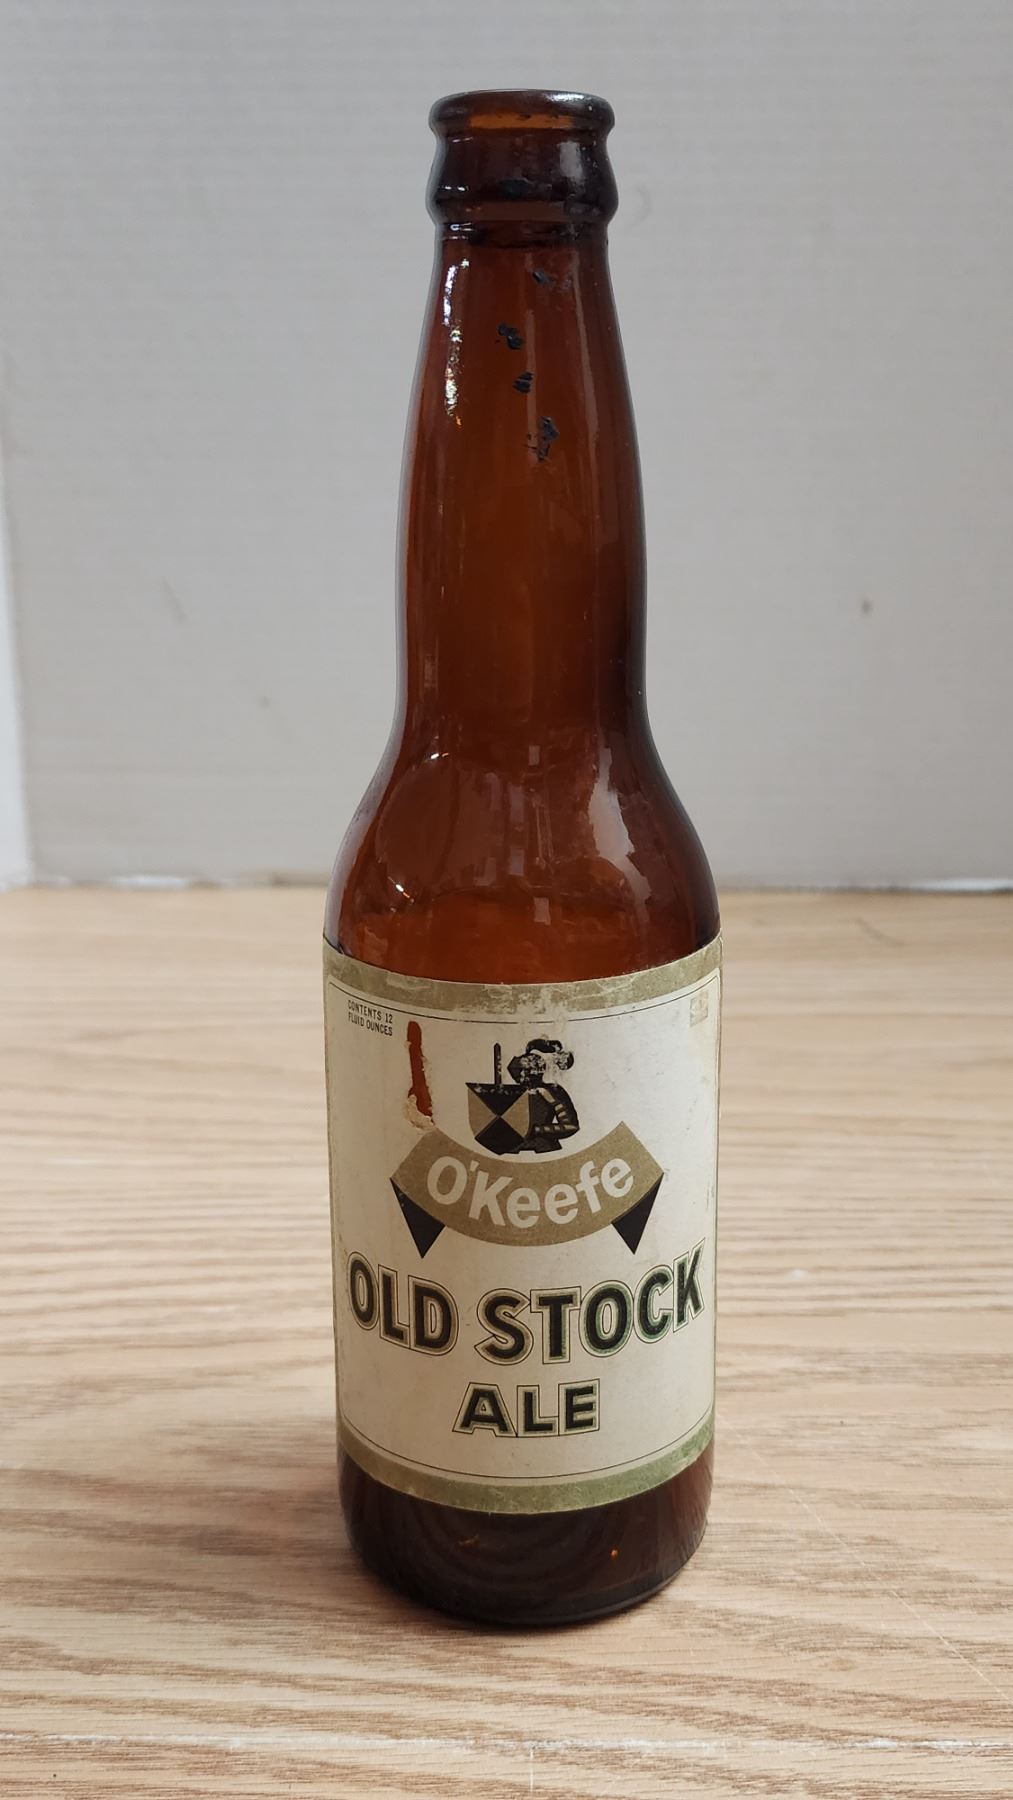 CONTENTS 12
FLUID OUNCES
O'Keefe
OLD STOCK
ALE